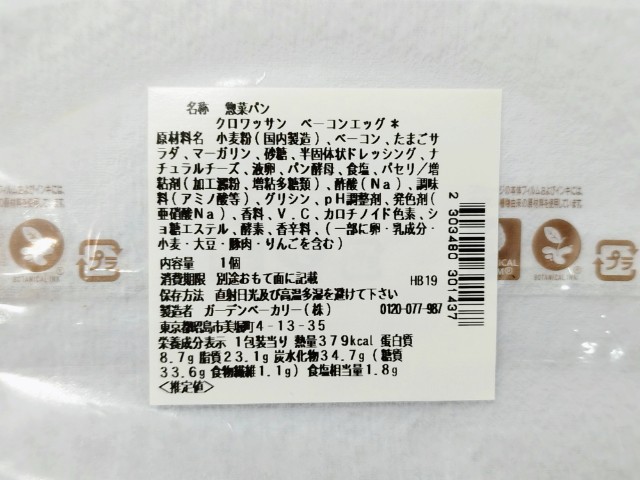 名称 惣菜パン
クロワッサン ベーコンエッグ*
原材料名 小麦粉(国内製造)、ベーコン、たまごサ
ラダ、マーガリン、砂糖、半固体状ドレッシング、ナ
チュラルチーズ、液卵、パン酵母、食塩、パセリ/増
粘剤(加工澱粉、増粘多糖類)、酢酸(Na)、調味
料(アミノ酸等)、グリシン、pH調整剤、発色剤(
亜硝酸Na)、香料、V.C、カロチノイド色素、ショ
糖エステル、酵素、香辛料、(一部に卵・乳成分・
小麦・大豆・豚肉・りんごを含む)
内容量 1個
消費期限 別途おもて面に記載 HB19
保存方法 直射日光及び高温多湿を避けて下さい
製造者 ガーデンベーカリー(株) 0120-077-987
東京都昭島市美堀町4-13-35
栄養成分表示 1包装当り 熱量379kcal 蛋白質
8.7g 脂質23.1g 炭水化物34.7g(糖質
33.6g 食物繊維1.1g) 食塩相当量1.8g
<推定値>
2 303480 301437
プラ
BOTANICAL INK
プラ
BOTANICAL INK